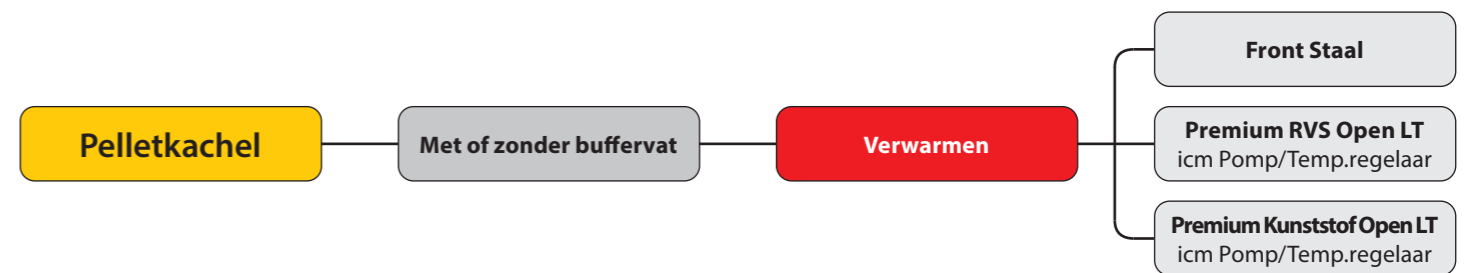 Pelletkachel
Met of zonder buffervat
Verwarmen
Front Staal
Premium RVS Open LT
icm Pomp/Temp.regelaar
Premium Kunststof Open LT
icm Pomp/Temp.regelaar